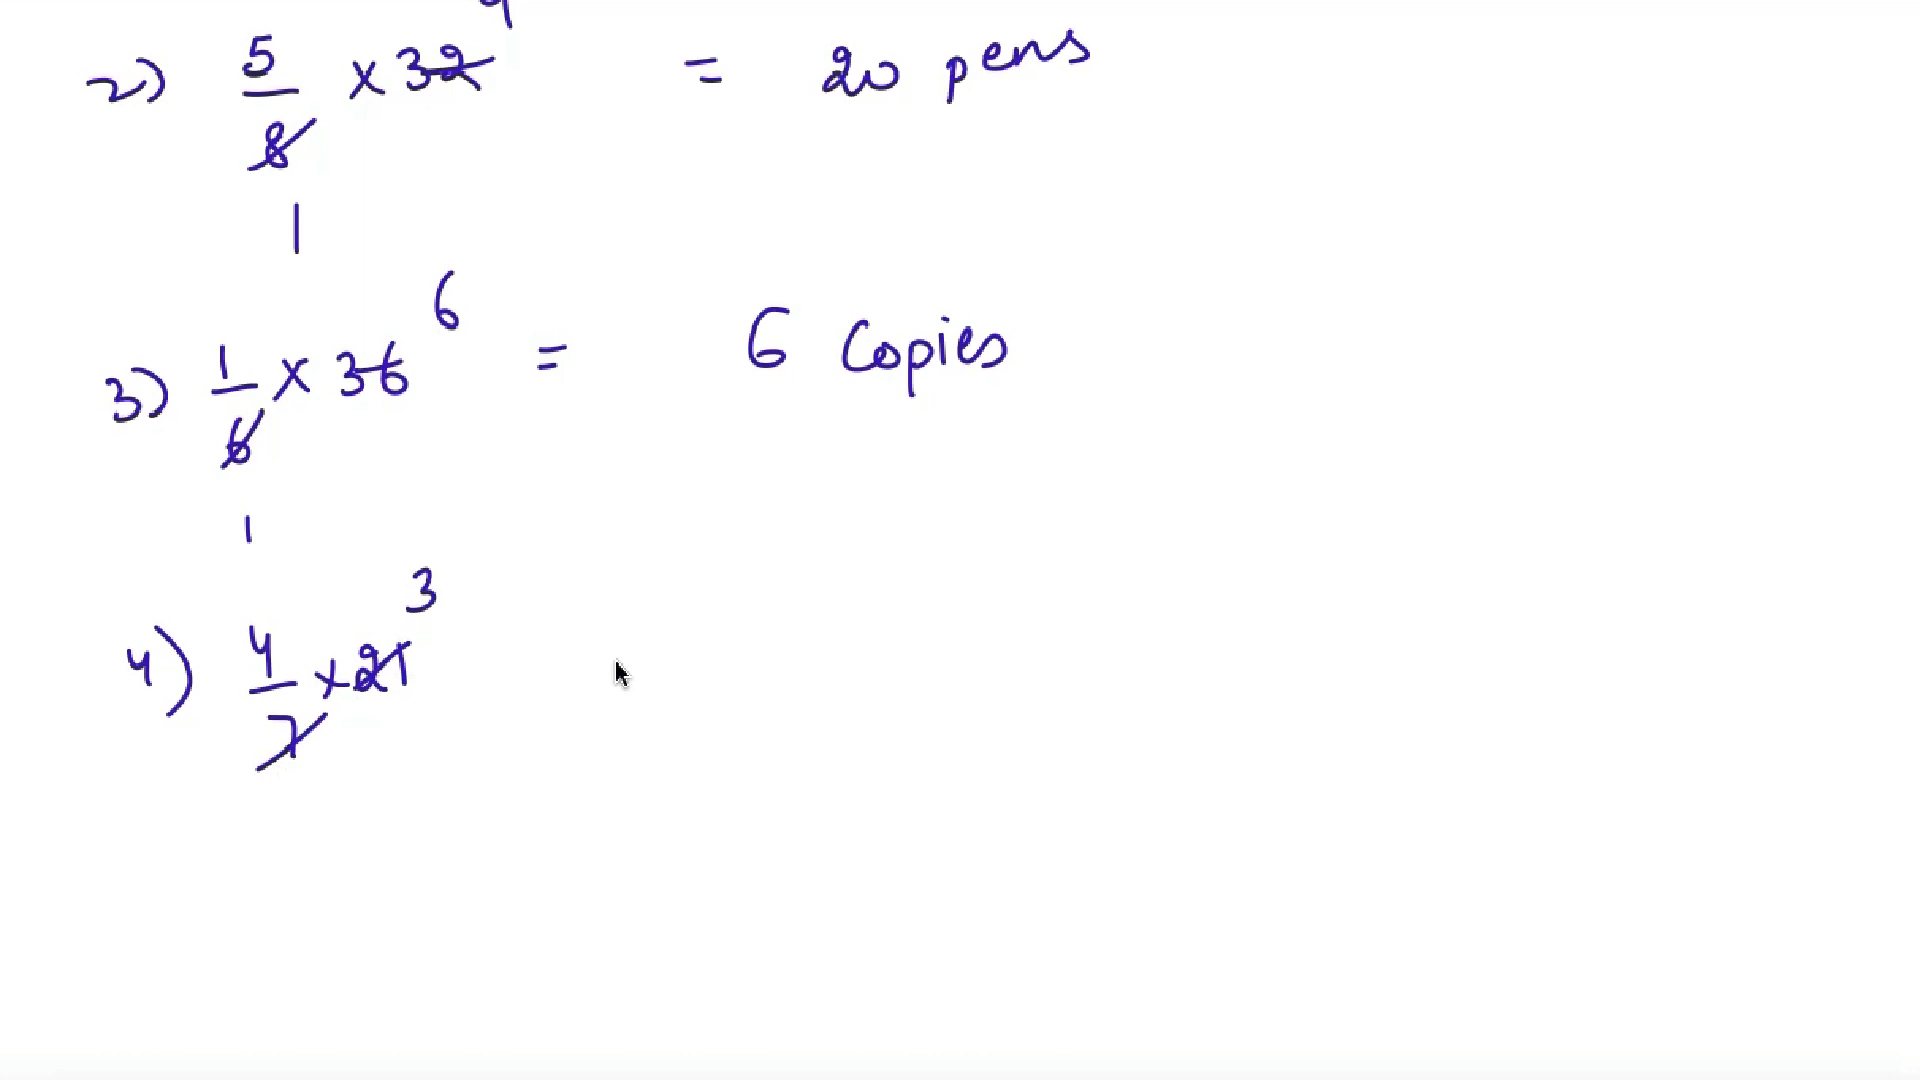 4
2) 5/8 × 32 = 20 pens
1
6
3) 1/6 × 36 = 6 Copies
1
3
4) 4/7 × 21